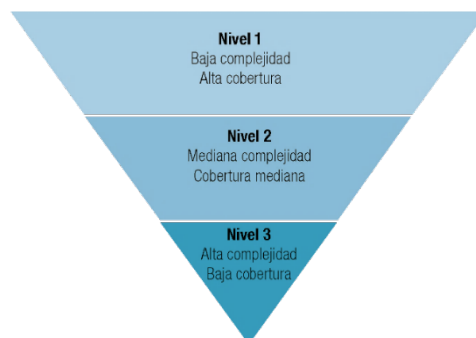 Nivel 1
Baja complejidad
Alta cobertura
Nivel 2
Mediana complejidad
Cobertura mediana
Nivel 3
Alta complejidad
Baja cobertura